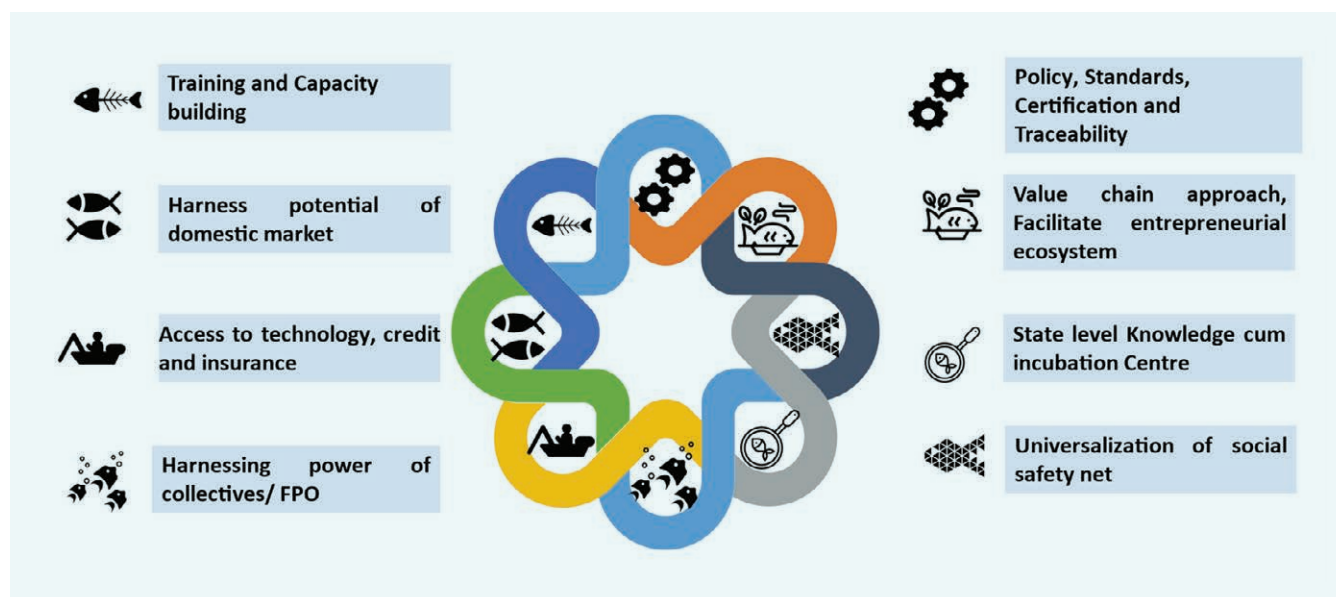 Training and Capacity
building
Harness potential of
domestic market
Access to technology, credit
and insurance
Harnessing power of
collectives/ FPO
Policy, Standards,
Certification and
Traceability
Value chain approach,
Facilitate entrepreneurial
ecosystem
State level Knowledge cum
incubation Centre
Universalization of social
safety net